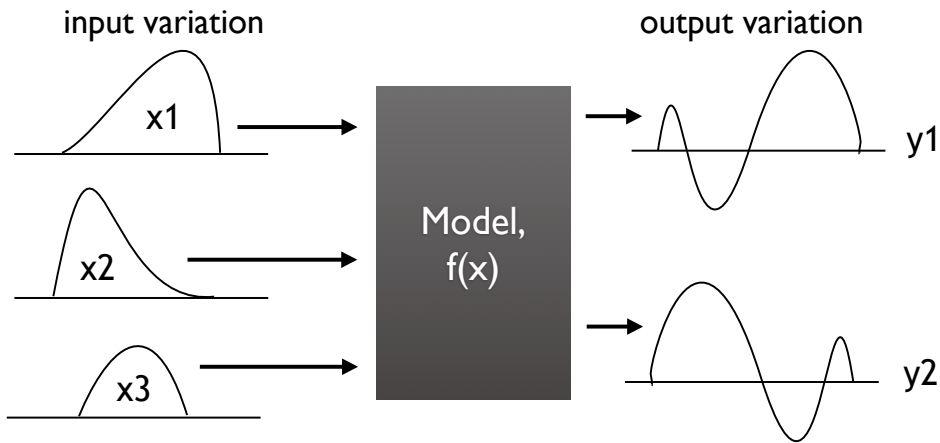 input variation
output variation
x1
y1
x2
Model,
f(x)
x3
y2